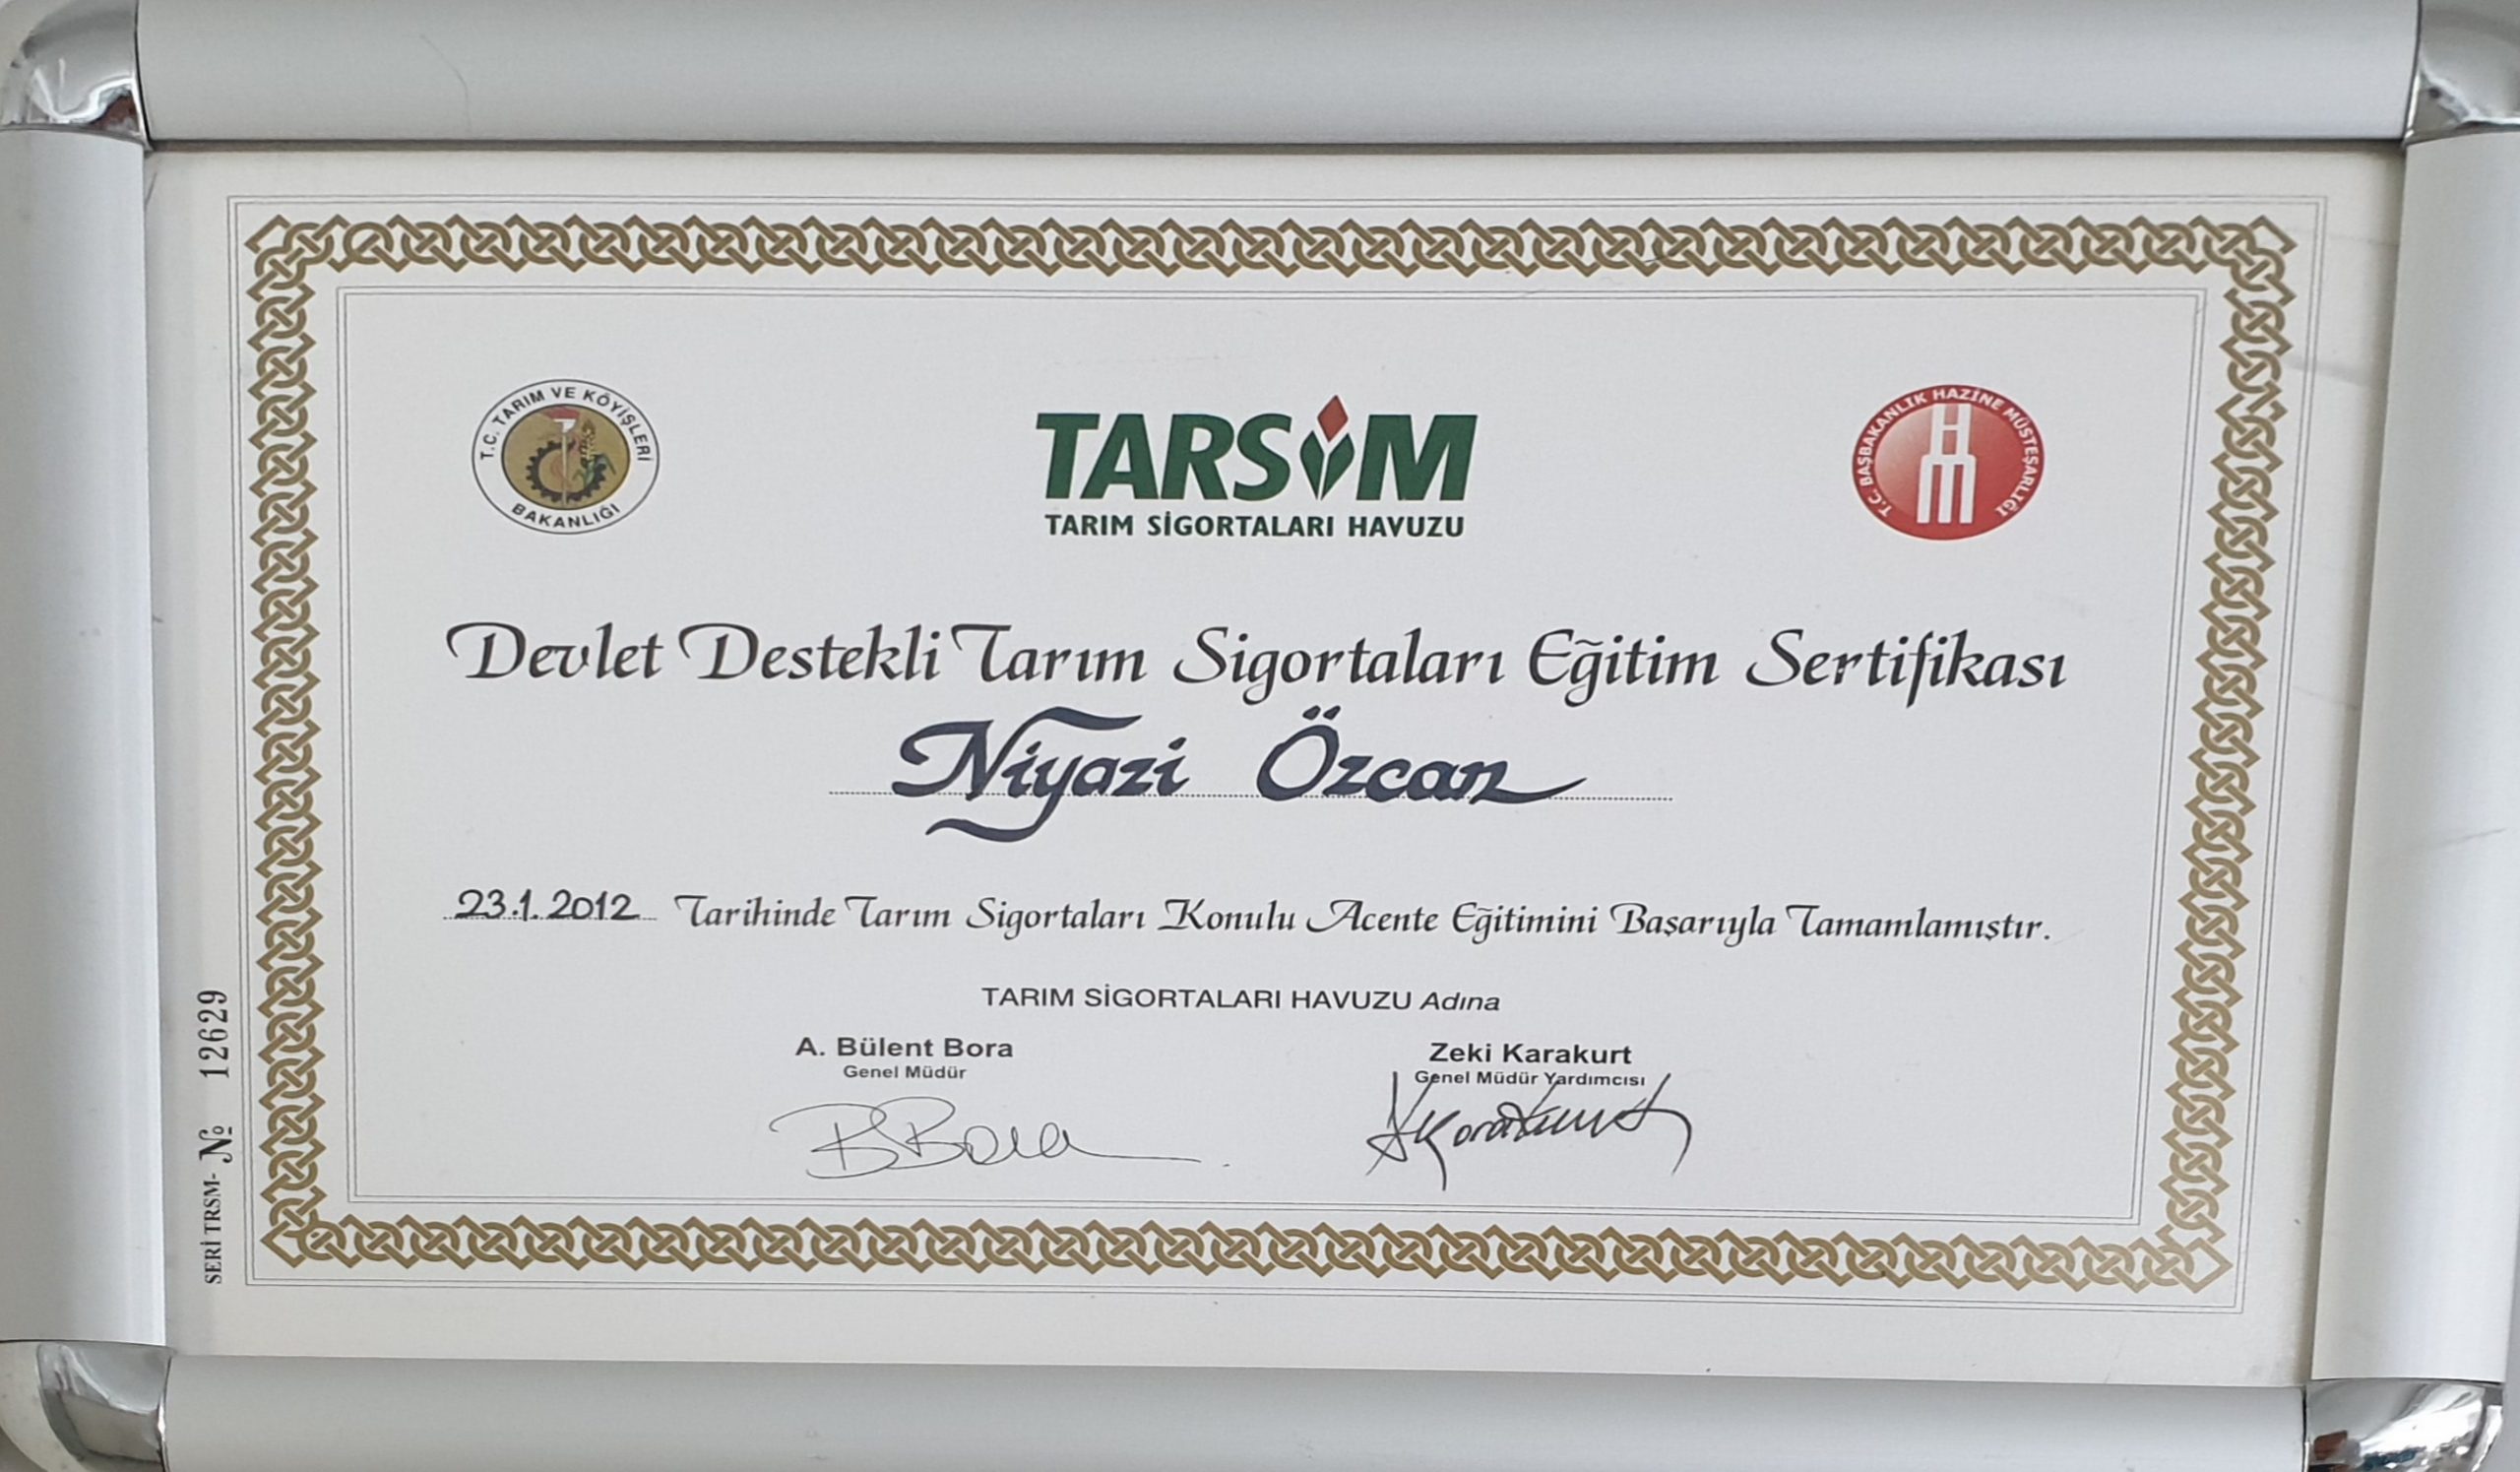 T.C. TARIM VE KÖYİŞLERİ BAKANLIĞI
TARSİM
TARIM SİGORTALARI HAVUZU
T.C. BAŞBAKANLIK HAZİNE MÜSTEŞARLIĞI
Devlet Destekli Tarım Sigortaları Eğitim Sertifikası
Niyazi Özcan
23.1.2012 Tarihinde Tarım Sigortaları Konulu Acente Eğitimini Başarıyla Tamamlamıştır.
TARIM SİGORTALARI HAVUZU Adına
A. Bülent Bora
Genel Müdür
BBora
Zeki Karakurt
Genel Müdür Yardımcısı
ZKarakurt
SERİ TRSM- № 12629